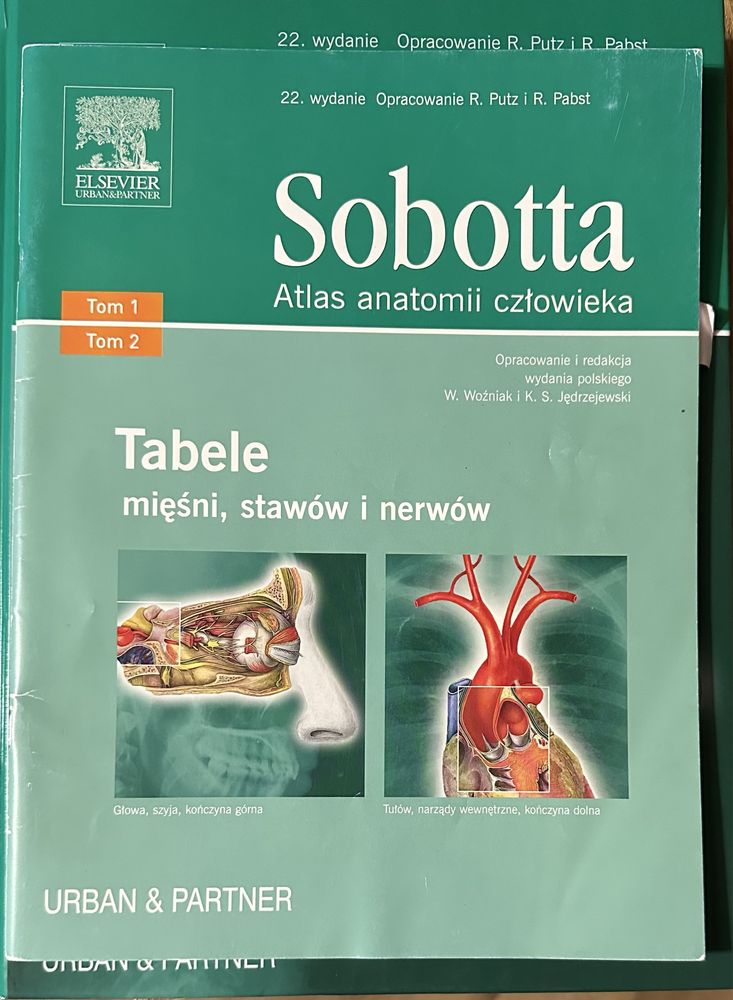 22. wydanie Opracowanie R. Putz i R. Pabst
22. wydanie Opracowanie R. Putz i R. Pabst
ELSEVIER
URBAN&PARTNER
Sobotta
Atlas anatomii człowieka
Tom 1
Tom 2
Opracowanie i redakcja
wydania polskiego
W. Woźniak i K. S. Jędrzejewski
Tabele
mięśni, stawów i nerwów
Głowa, szyja, kończyna górna
Tułów, narządy wewnętrzne, kończyna dolna
URBAN & PARTNER
URBAN & PARTNER